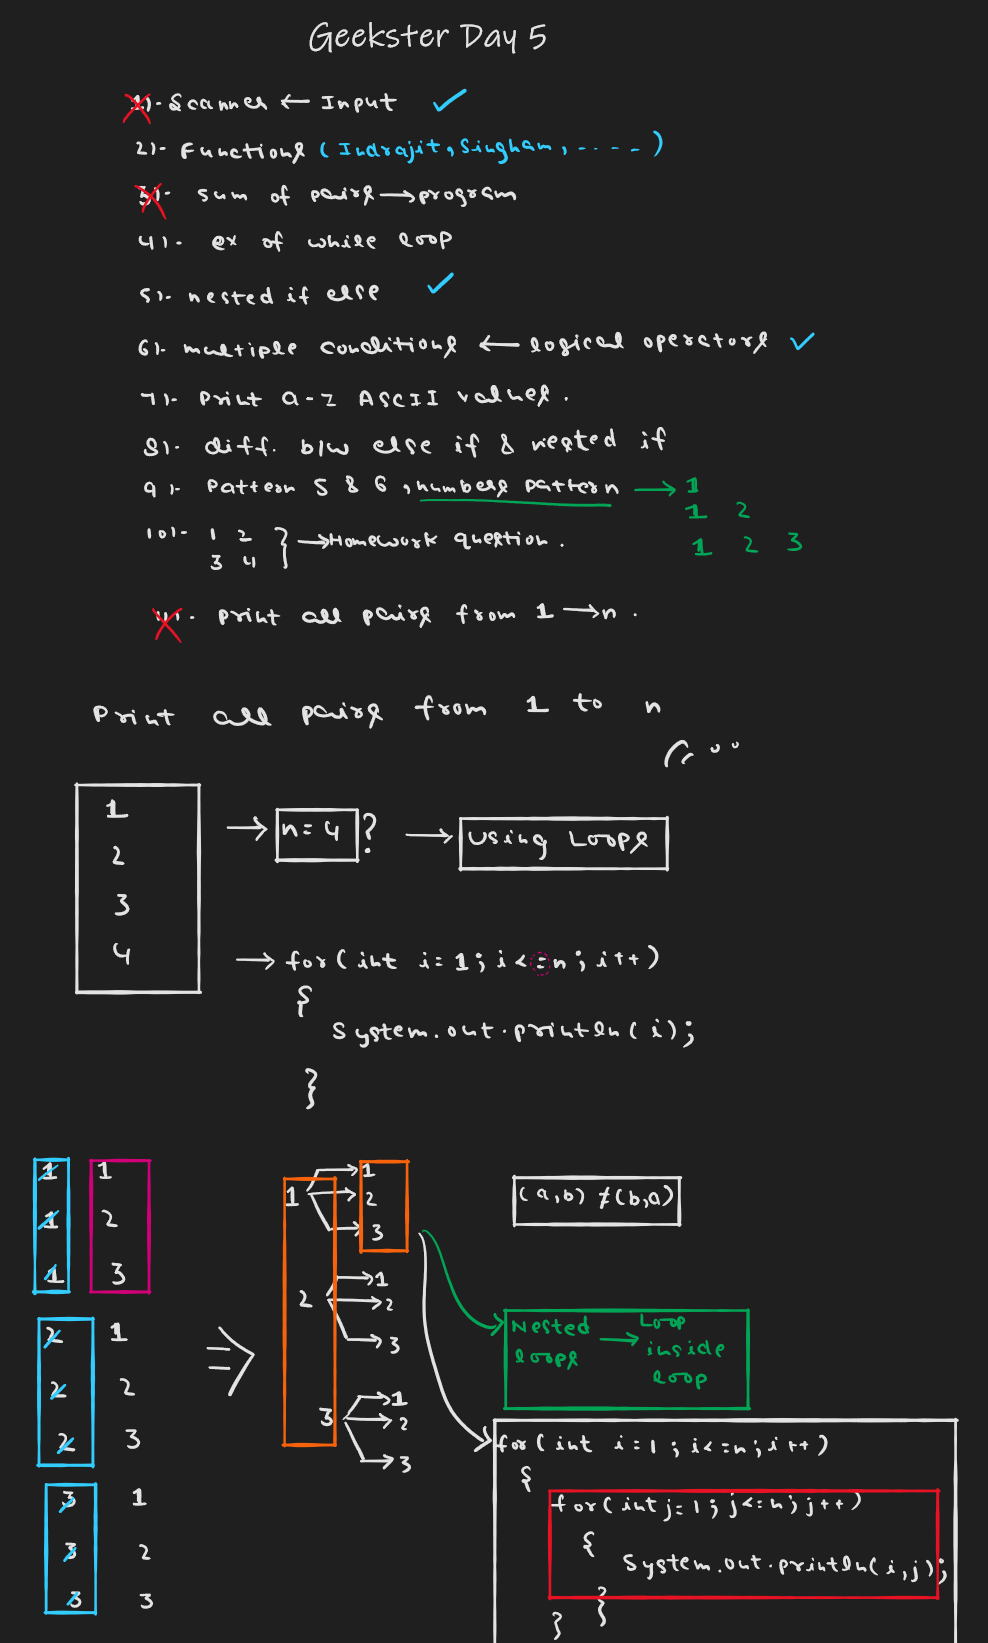 Geekster Day 5
1)- Scanner ← Input ✓
2)- Functions (Indrajit, Singham, ----)
3)- sum of pairs → program
4)- ex of while loop
5)- nested if else ✓
6)- multiple conditions ← logical operators ✓
7)- Print a-z ASCII values.
8)- diff. b/w else if & nested if
9)- Pattern 5 & 6, numbers pattern → 1
1 2
1 2 3
10)- 1 2 } → Homework question.
3 4
11)- Print all pairs from 1 → n.
Print all pairs from 1 to n
1
2
3
4
→ n = 4 ? → Using Loops
→ for( int i = 1; i <= n; i++)
{
System.out.println( i);
}
1 1
1 2
1 3
2 1
2 2
2 3
3 1
3 2
3 3
⇒
1 → 1
→ 2
→ 3
2 → 1
→ 2
→ 3
3 → 1
→ 2
→ 3
(a,b) ≠ (b,a)
Nested loops → Loop inside loop
for( int i = 1; i <= n; i++)
{
for( int j = 1; j <= n; j++)
{
System.out.println( i, j);
}
}